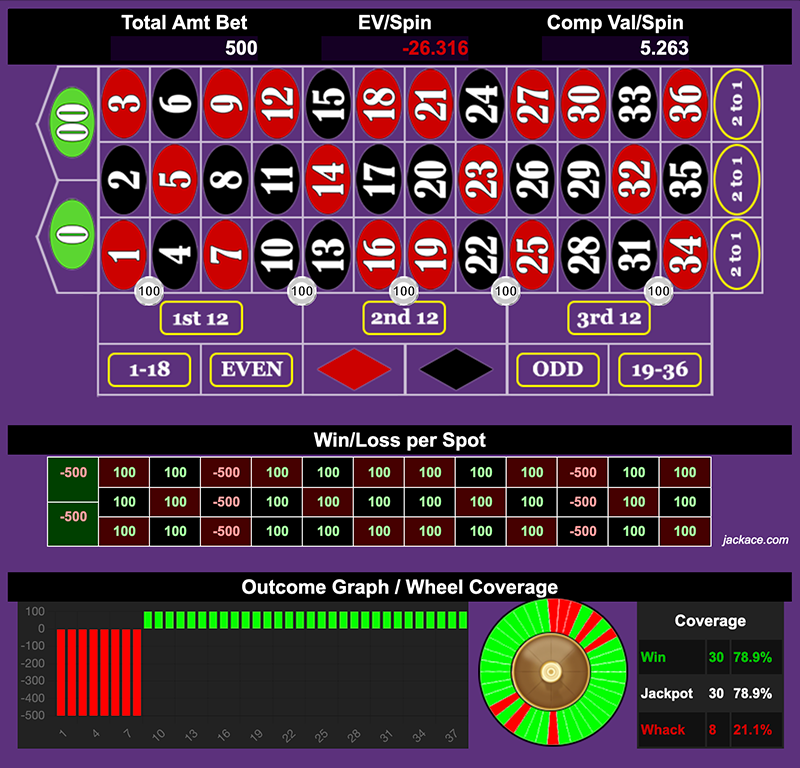 Total Amt Bet EV/Spin Comp Val/Spin
500 -26.316 5.263
00 3 6 9 12 15 18 21 24 27 30 33 36 2 to 1
2 5 8 11 14 17 20 23 26 29 32 35 2 to 1
0 1 4 7 10 13 16 19 22 25 28 31 34 2 to 1
100 100 100 100 100
1st 12 2nd 12 3rd 12
1-18 EVEN ODD 19-36
Win/Loss per Spot
-500 100 100 -500 100 100 100 100 100 100 -500 100 100
100 100 -500 100 100 100 100 100 100 -500 100 100
-500 100 100 -500 100 100 100 100 100 100 -500 100 100
jackace.com
Outcome Graph / Wheel Coverage
100
0
-100
-200
-300
-400
-500
1 4 7 10 13 16 19 22 25 28 31 34 37
Coverage
Win 30 78.9%
Jackpot 30 78.9%
Whack 8 21.1%